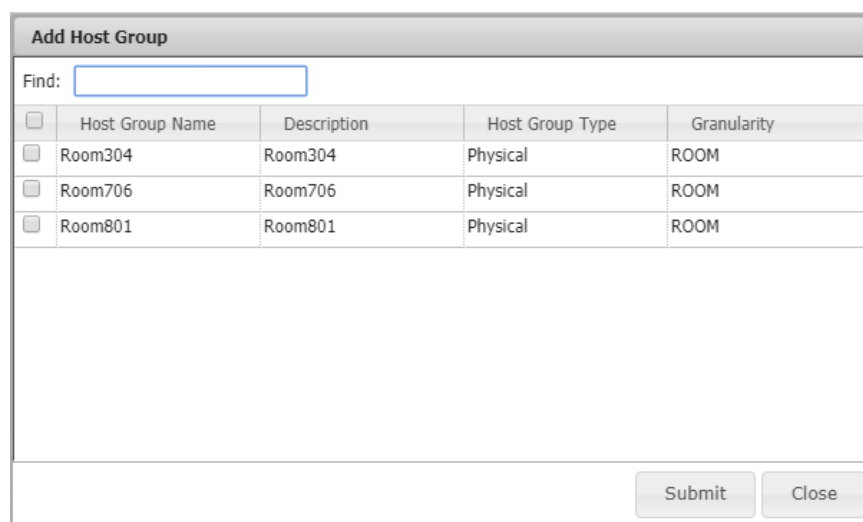 Add Host Group
Find:
Host Group Name Description Host Group Type Granularity
Room304 Room304 Physical ROOM
Room706 Room706 Physical ROOM
Room801 Room801 Physical ROOM
Submit Close